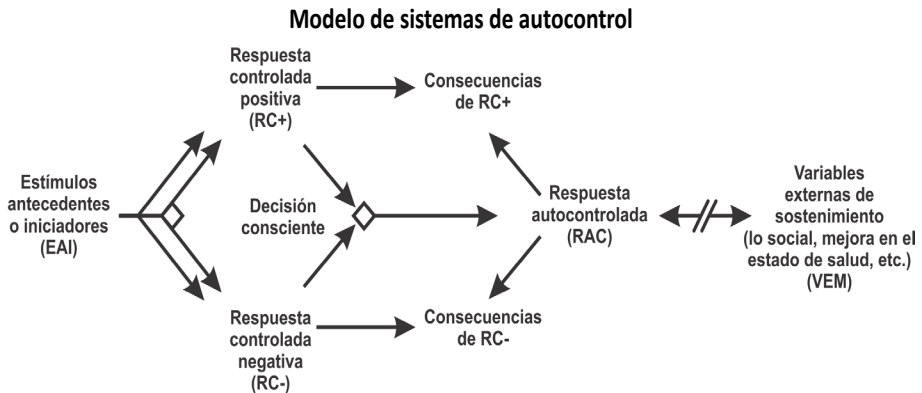 Modelo de sistemas de autocontrol
Respuesta
controlada
positiva
(RC+)
Consecuencias
de RC+
Estímulos
antecedentes
o iniciadores
(EAI)
Decisión
consciente
Respuesta
autocontrolada
(RAC)
Variables
externas de
sostenimiento
(lo social, mejora en el
estado de salud, etc.)
(VEM)
Respuesta
controlada
negativa
(RC-)
Consecuencias
de RC-